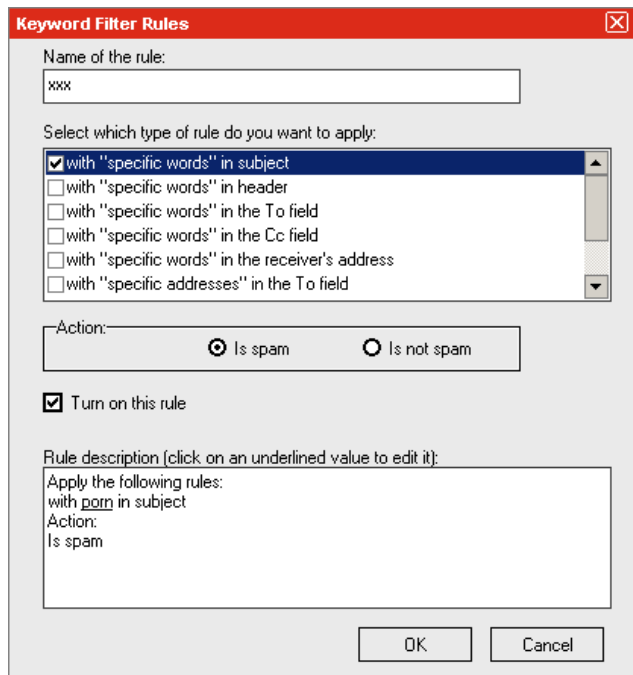 Keyword Filter Rules
Name of the rule:
xxx
Select which type of rule do you want to apply:
with "specific words" in subject
with "specific words" in header
with "specific words" in the To field
with "specific words" in the Cc field
with "specific words" in the receiver's address
with "specific addresses" in the To field
Action:
Is spam Is not spam
Turn on this rule
Rule description (click on an underlined value to edit it):
Apply the following rules:
with porn in subject
Action:
Is spam
OK Cancel